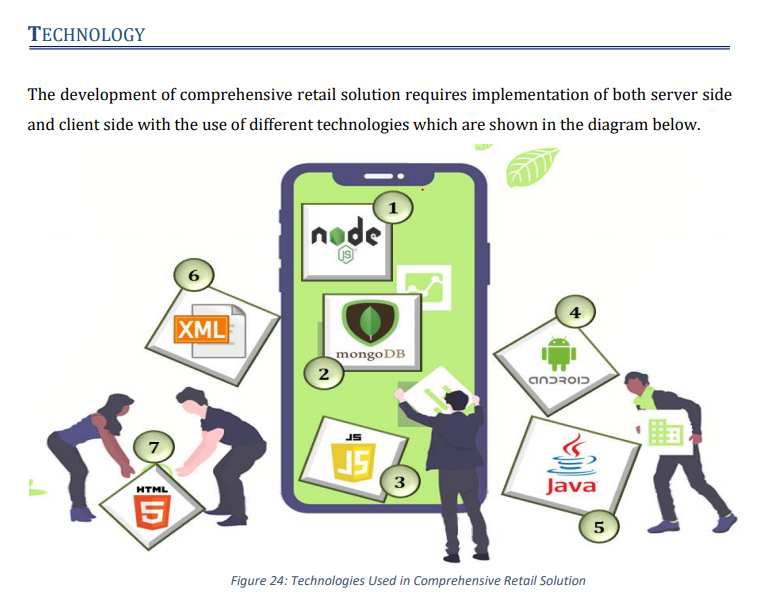 TECHNOLOGY
The development of comprehensive retail solution requires implementation of both server side
and client side with the use of different technologies which are shown in the diagram below.
1
node
JS
6
XML
4
mongoDB
android
2
7
JS
JS
3
HTML
5
Java
5
Figure 24: Technologies Used in Comprehensive Retail Solution